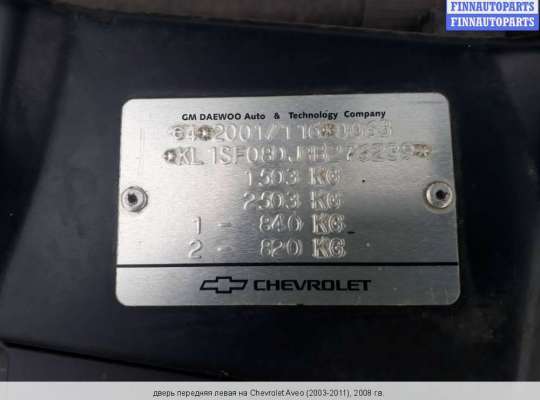 FINNAUTOPARTS
FINNAUTOPARTS
FINNAUTOPARTS
GM DAEWOO Auto & Technology Company
1503 KG
2503 KG
1 - 840 KG
2 - 820 KG
CHEVROLET
дверь передняя левая на Chevrolet Aveo (2003-2011), 2008 г.в.